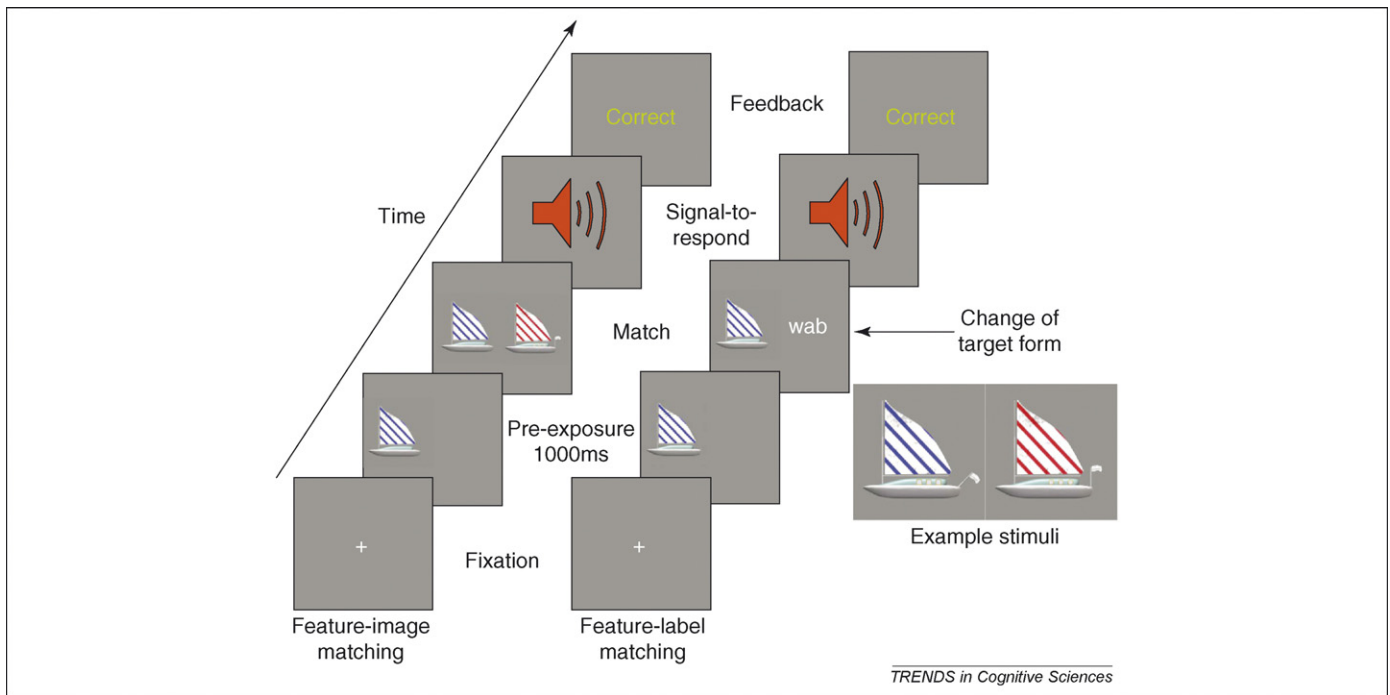 Correct
Feedback
Correct
Time
Signal-to-
respond
Match
wab
Change of
target form
Pre-exposure
1000ms
Example stimuli
+
Fixation
+
Feature-image
matching
Feature-label
matching
TRENDS in Cognitive Sciences